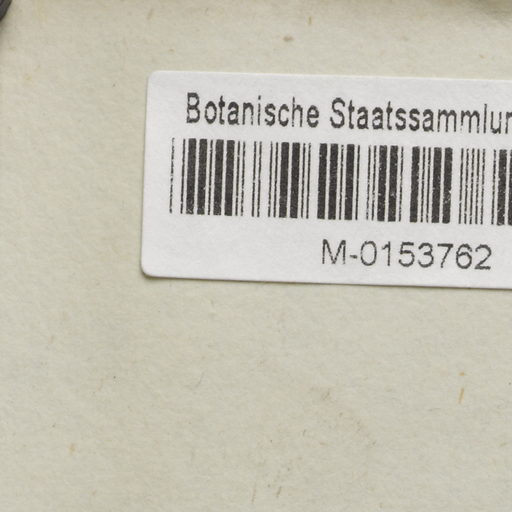 Botanische Staatssammlun
M-0153762